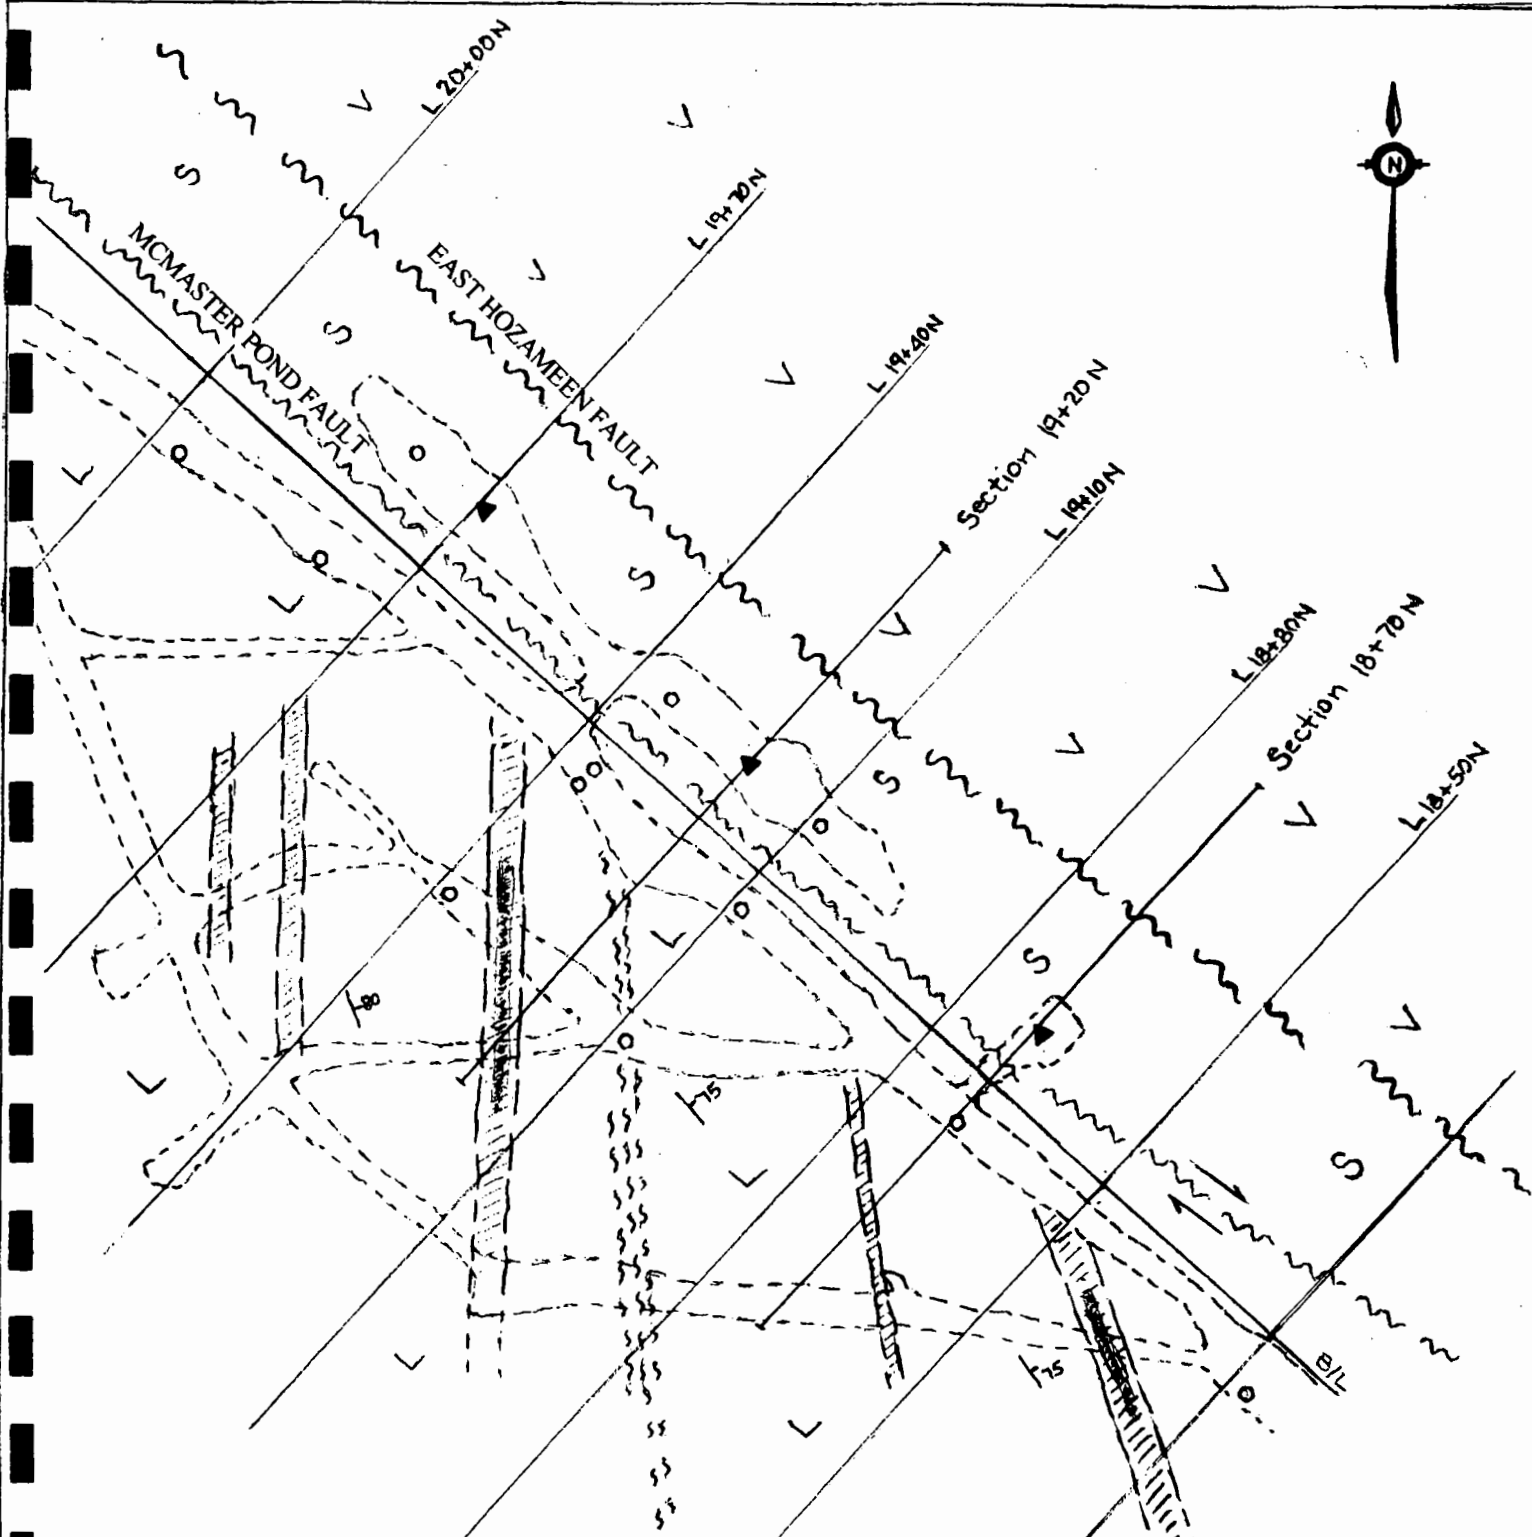 L 20+00N
L 19+70N
N
MCMASTER POND FAULT
EAST HOZAMEEN FAULT
L 19+40N
Section 19+20N
L 19+10N
L 18+80N
Section 18+70N
L 18+50N
V
V
S
V
S
V
L
S
L
V
V
V
S
V
L
S
80
L
75
V
S
L
L
75
B/L
L